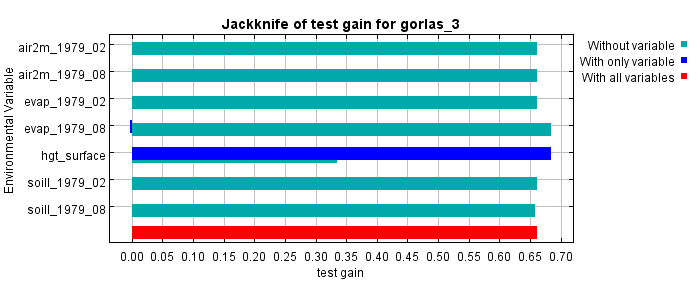 Jackknife of test gain for gorlas_3
Environmental Variable
air2m_1979_02
air2m_1979_08
evap_1979_02
evap_1979_08
hgt_surface
soill_1979_02
soill_1979_08
0.00 0.05 0.10 0.15 0.20 0.25 0.30 0.35 0.40 0.45 0.50 0.55 0.60 0.65 0.70
test gain
Without variable
With only variable
With all variables